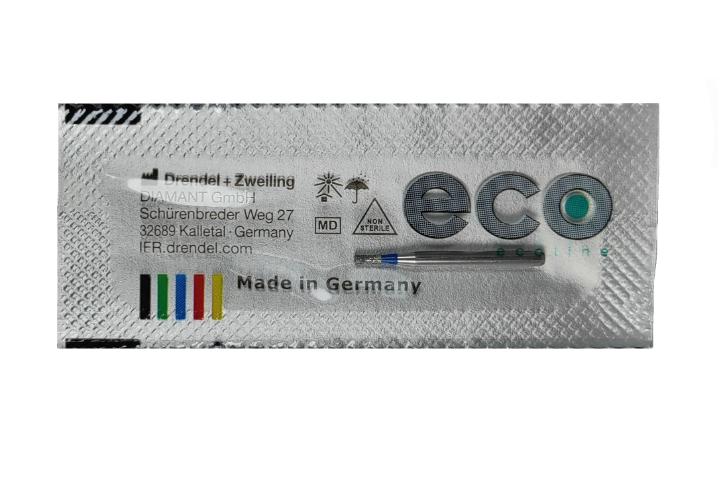 Drendel + Zweiling
DIAMANT GmbH
Schürenbreder Weg 27
32689 Kalletal · Germany
IFR.drendel.com
MD
NON
STERILE
eco
ecoline
Made in Germany